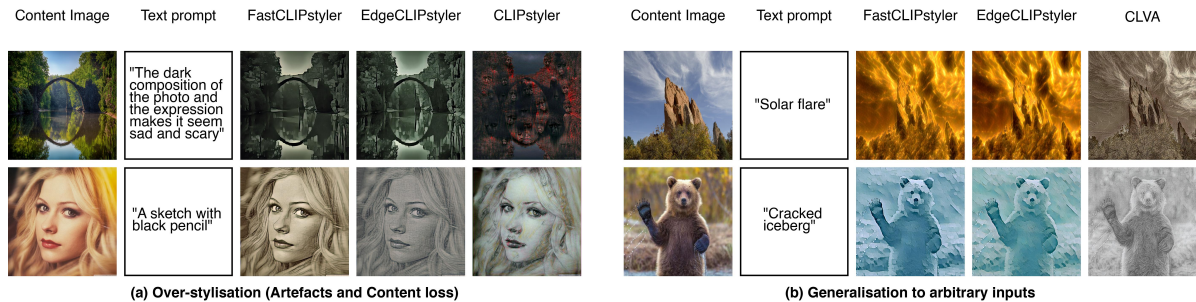 Content Image Text prompt FastCLIPstyler EdgeCLIPstyler CLIPstyler
"The dark
composition of
the photo and
the expression
makes it seem
sad and scary"
"A sketch with
black pencil"
(a) Over-stylisation (Artefacts and Content loss)
Content Image Text prompt FastCLIPstyler EdgeCLIPstyler CLVA
"Solar flare"
"Cracked
iceberg"
(b) Generalisation to arbitrary inputs